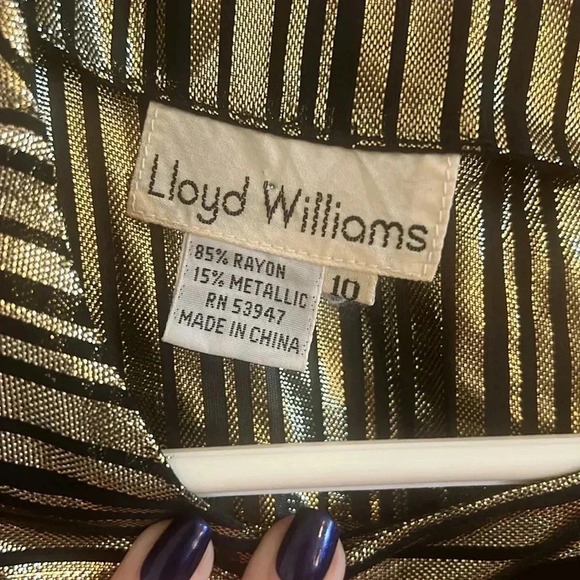 Lloyd Williams
85% RAYON
15% METALLIC
RN 53947
MADE IN CHINA
10